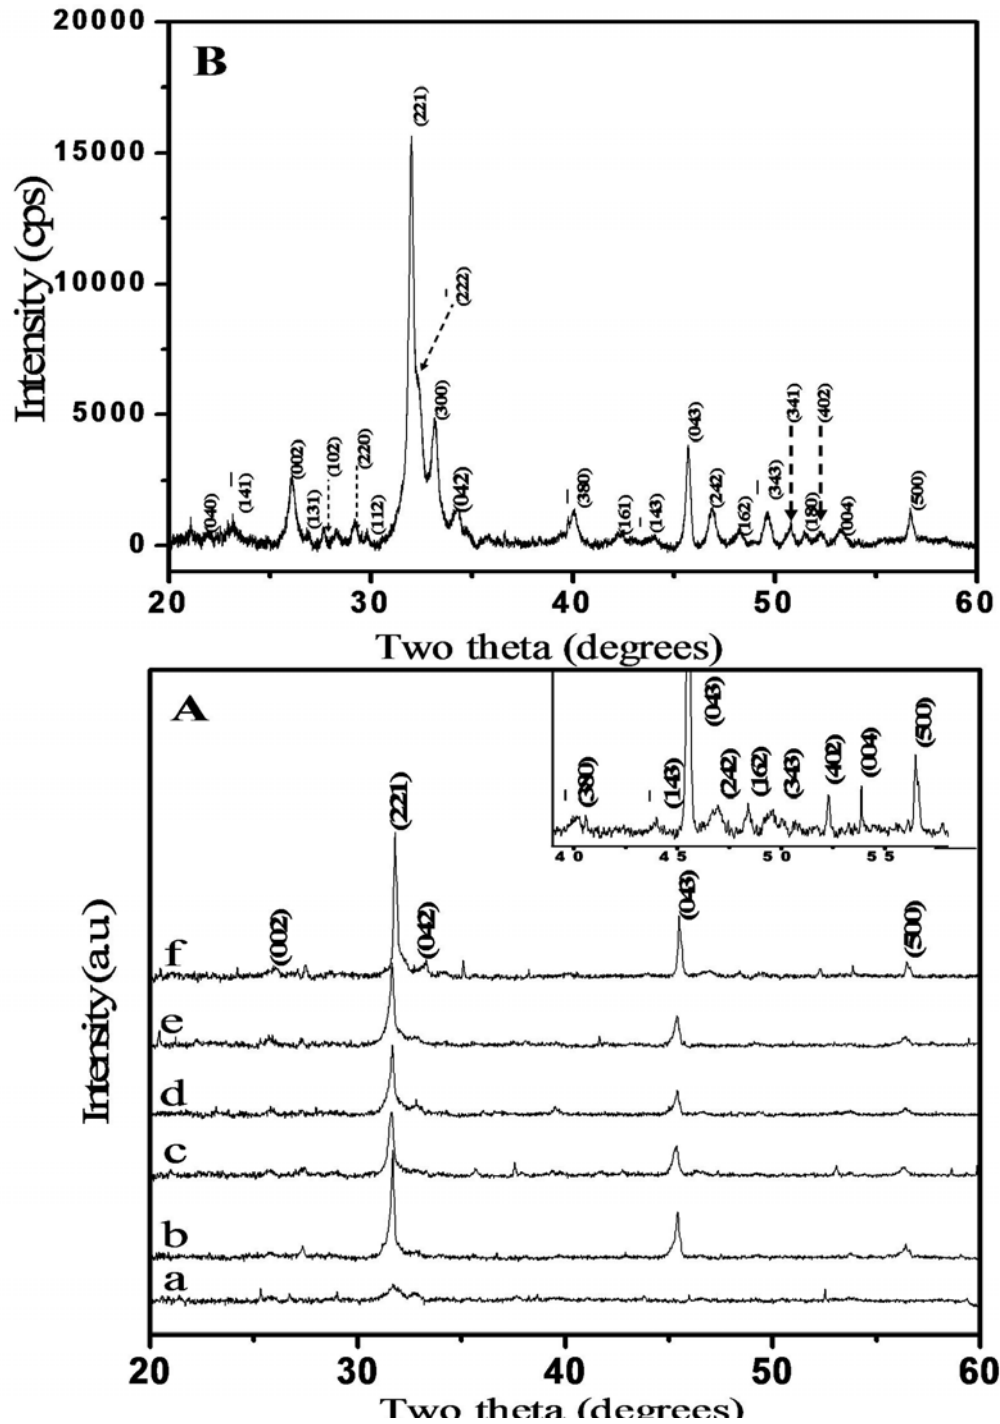 20000
B
(221)
15000
Intensity (cps)
10000
(222)
5000
(300)
(002)
(131)
(102)
(220)
(112)
(040)
(141)
(042)
(380)
(161)
(143)
(043)
(242)
(162)
(343)
(341)
(180)
(402)
(004)
(500)
0
20 30 40 50 60
Two theta (degrees)
A
(380)
(143)
(043)
(242)
(162)
(343)
(402)
(004)
(500)
40 45 50 55
(221)
(002)
(042)
(043)
(500)
Intensity (a.u)
f
e
d
c
b
a
20 30 40 50 60
Two theta (degrees)